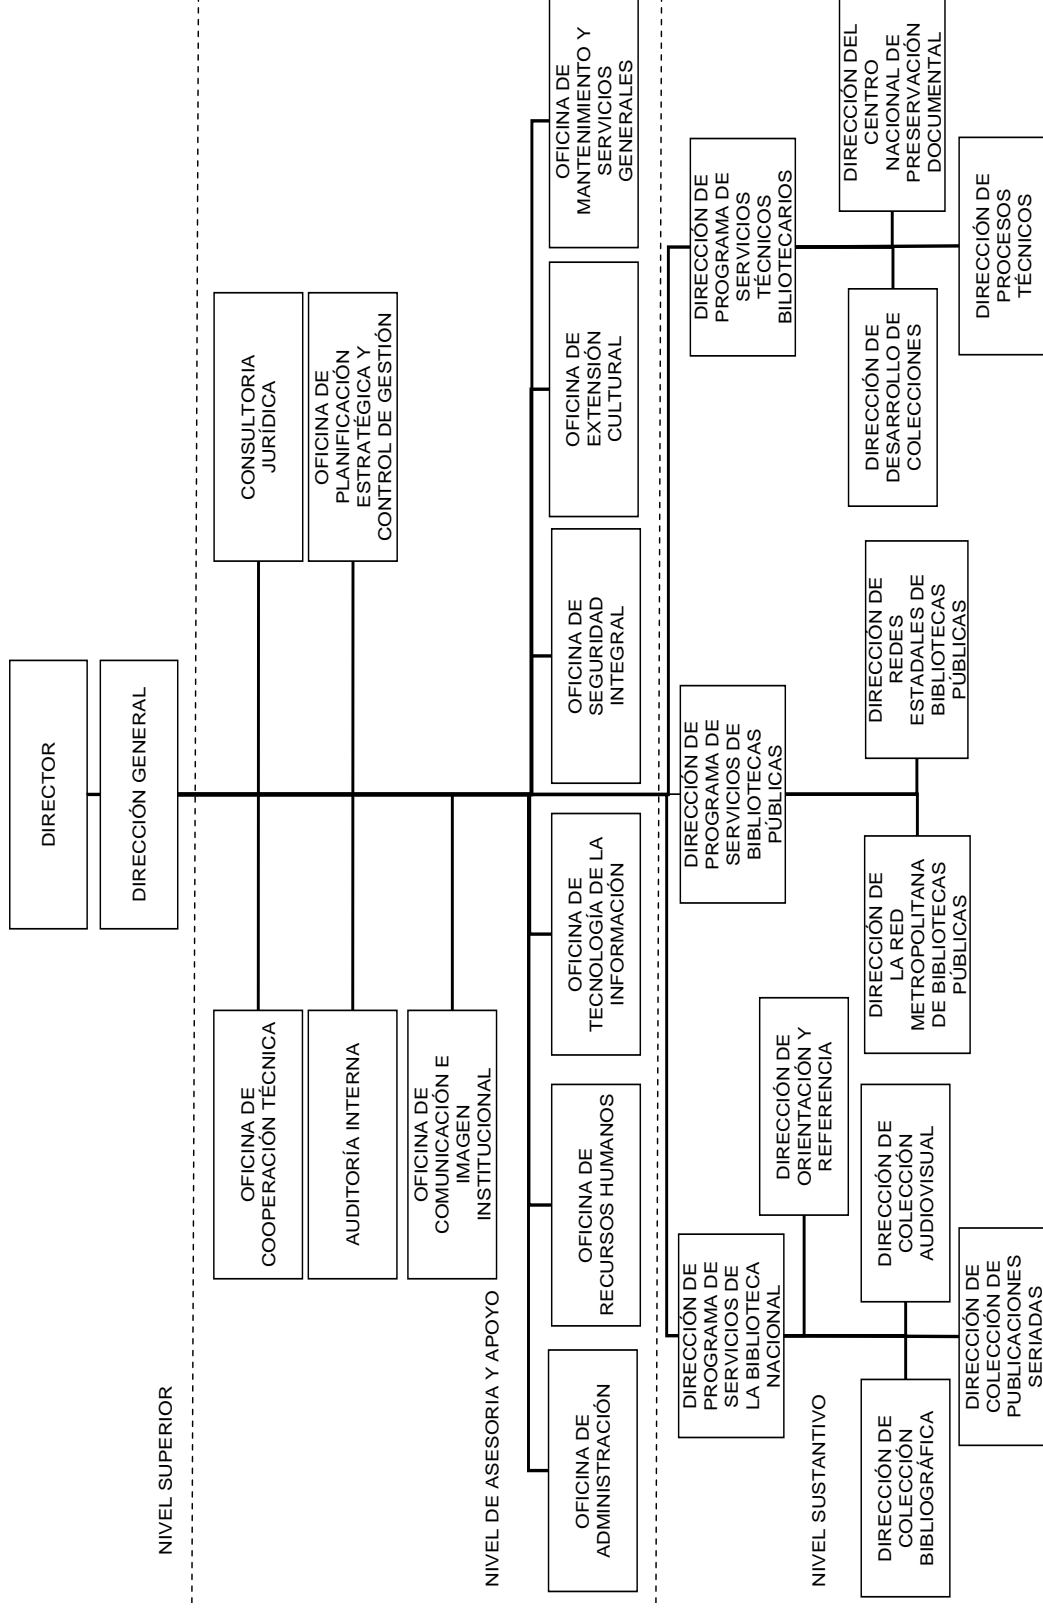 DIRECTOR
DIRECCIÓN GENERAL
NIVEL SUPERIOR
OFICINA DE
COOPERACIÓN TÉCNICA
CONSULTORIA
JURÍDICA
AUDITORÍA INTERNA
OFICINA DE
PLANIFICACIÓN
ESTRATÉGICA Y
CONTROL DE GESTIÓN
OFICINA DE
COMUNICACIÓN E
IMAGEN
INSTITUCIONAL
NIVEL DE ASESORIA Y APOYO
OFICINA DE
ADMINISTRACIÓN
OFICINA DE
RECURSOS HUMANOS
OFICINA DE
TECNOLOGÍA DE LA
INFORMACIÓN
OFICINA DE
SEGURIDAD
INTEGRAL
OFICINA DE
EXTENSIÓN
CULTURAL
OFICINA DE
MANTENIMIENTO Y
SERVICIOS
GENERALES
DIRECCIÓN DE
PROGRAMA DE
SERVICIOS DE
LA BIBLIOTECA
NACIONAL
DIRECCIÓN DE
PROGRAMA DE
SERVICIOS DE
BIBLIOTECAS
PÚBLICAS
DIRECCIÓN DE
PROGRAMA DE
SERVICIOS
TÉCNICOS
BILIOTECARIOS
NIVEL SUSTANTIVO
DIRECCIÓN DE
ORIENTACIÓN Y
REFERENCIA
DIRECCIÓN DE
COLECCIÓN
BIBLIOGRÁFICA
DIRECCIÓN DE
COLECCIÓN
AUDIOVISUAL
DIRECCIÓN DE
LA RED
METROPOLITANA
DE BIBLIOTECAS
PÚBLICAS
DIRECCIÓN DE
REDES
ESTADALES DE
BIBLIOTECAS
PÚBLICAS
DIRECCIÓN DE
DESARROLLO DE
COLECCIONES
DIRECCIÓN DEL
CENTRO
NACIONAL DE
PRESERVACIÓN
DOCUMENTAL
DIRECCIÓN DE
COLECCIÓN DE
PUBLICACIONES
SERIADAS
DIRECCIÓN DE
PROCESOS
TÉCNICOS